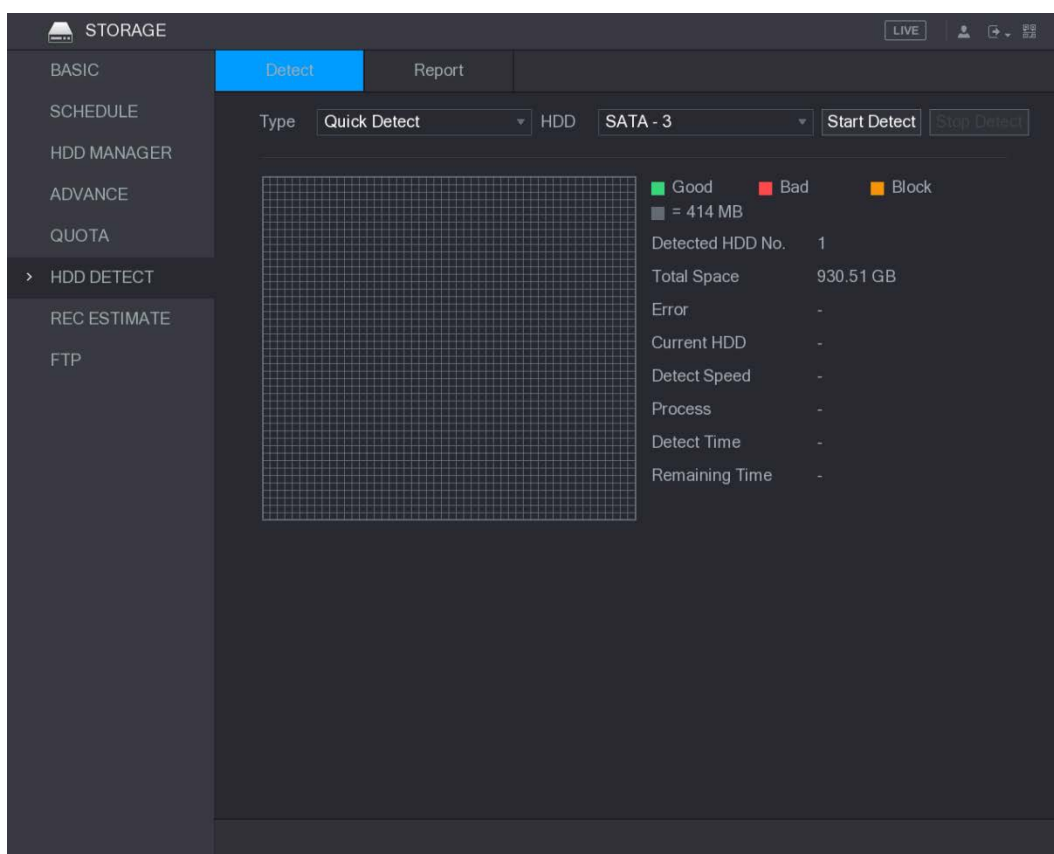 STORAGE
LIVE
BASIC
SCHEDULE
HDD MANAGER
ADVANCE
QUOTA
HDD DETECT
REC ESTIMATE
FTP
Detect Report
Type Quick Detect HDD SATA - 3 Start Detect Stop Detect
Good Bad Block
= 414 MB
Detected HDD No. 1
Total Space 930.51 GB
Error -
Current HDD -
Detect Speed -
Process -
Detect Time -
Remaining Time -